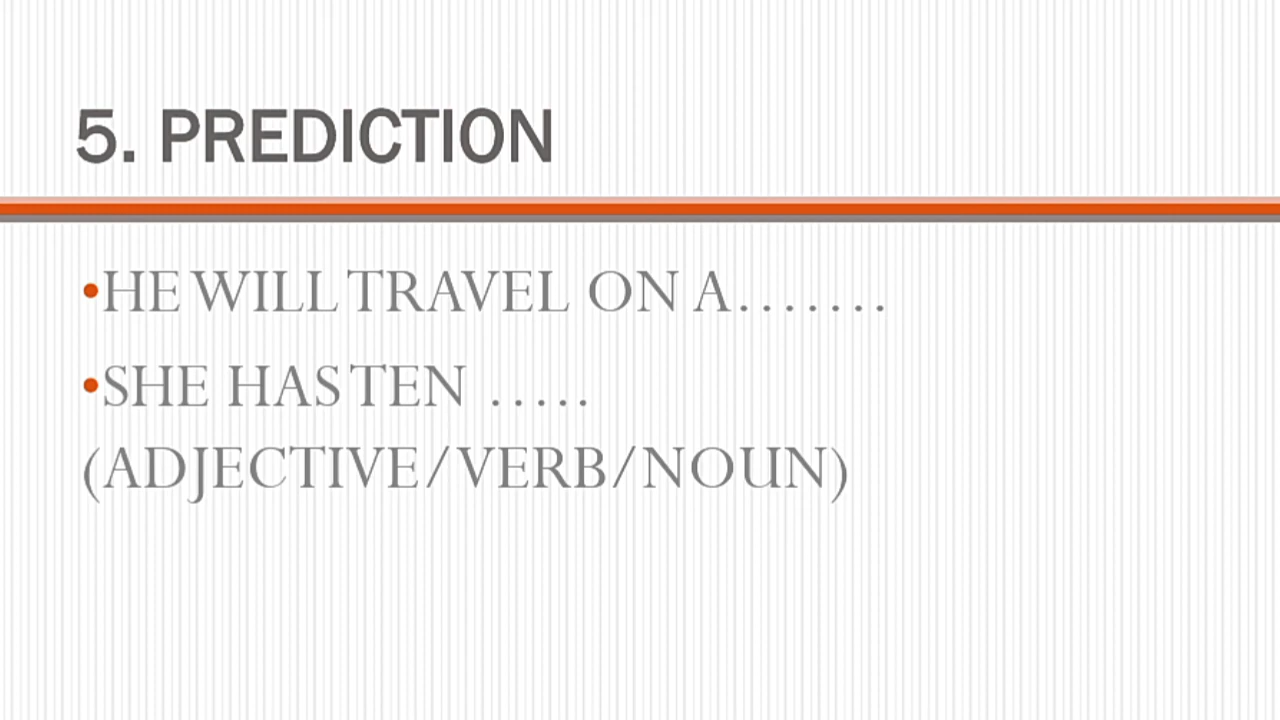 5. PREDICTION
•HE WILL TRAVEL ON A.......
•SHE HAS TEN .....
(ADJECTIVE/VERB/NOUN)